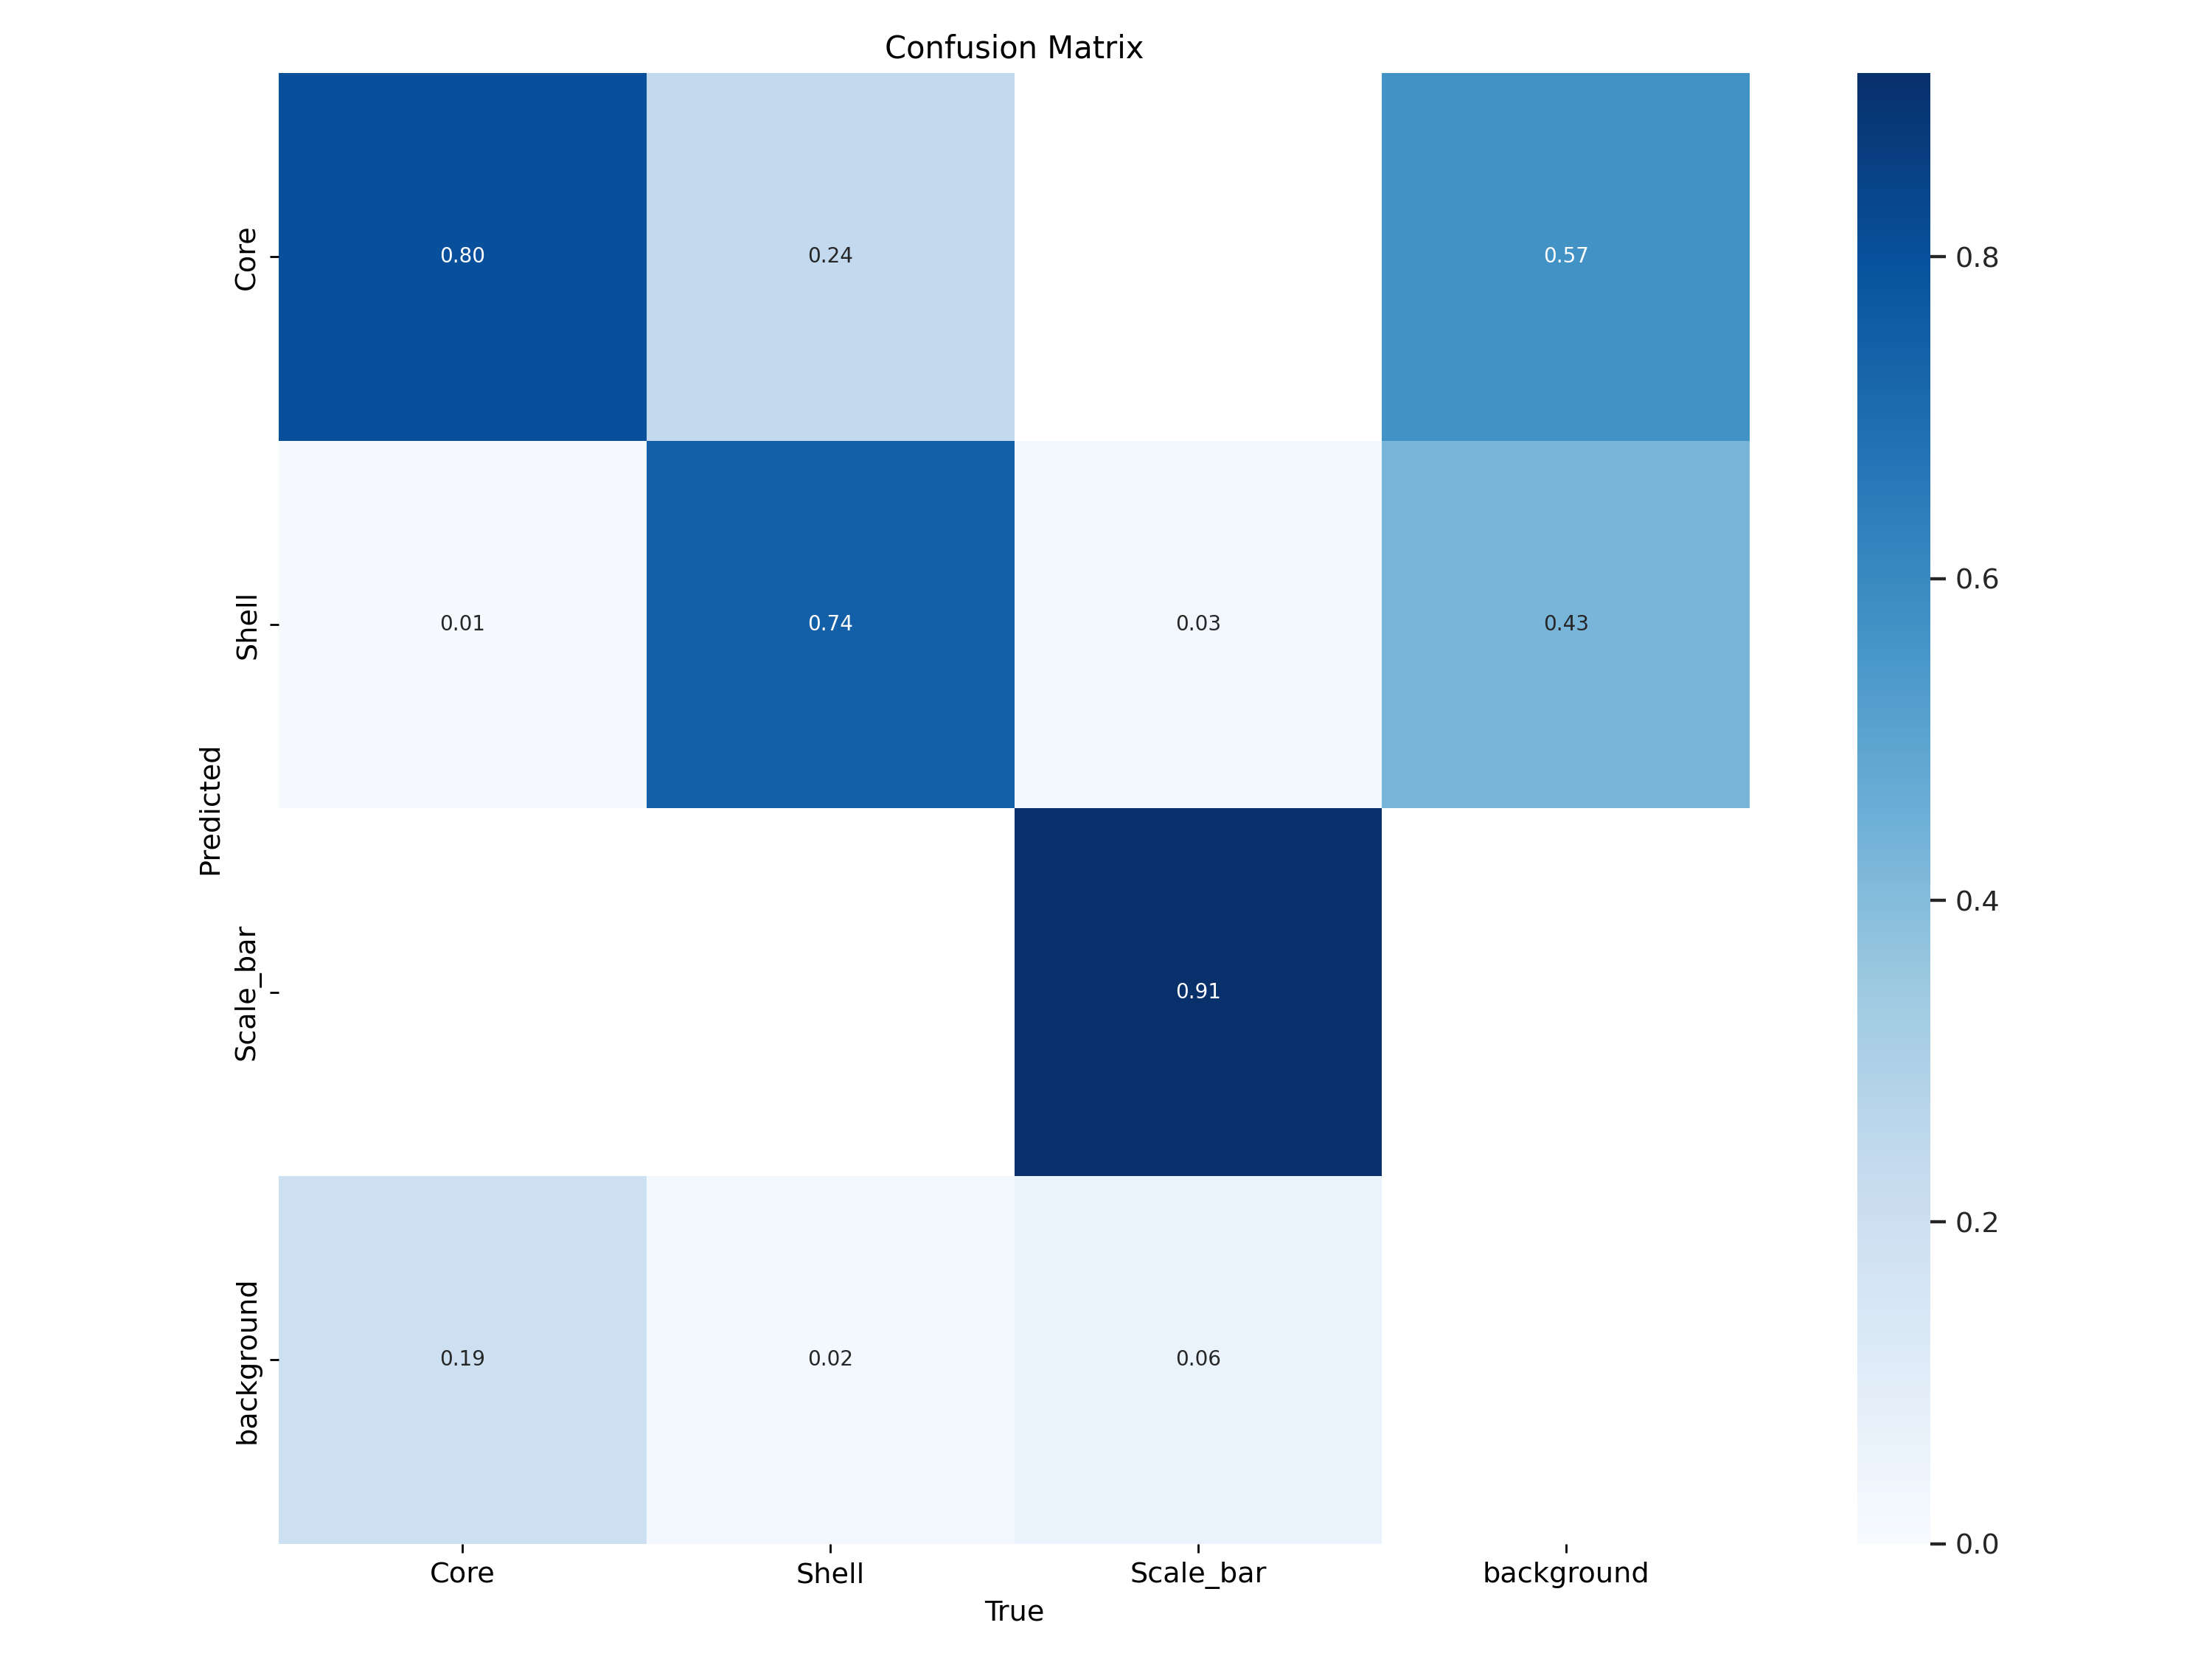 Confusion Matrix
Core
0.80
0.24
0.57
0.8
Shell
0.01
0.74
0.03
0.43
0.6
Predicted
0.4
Scale_bar
0.91
0.2
background
0.19
0.02
0.06
0.0
Core
Shell
Scale_bar
background
True